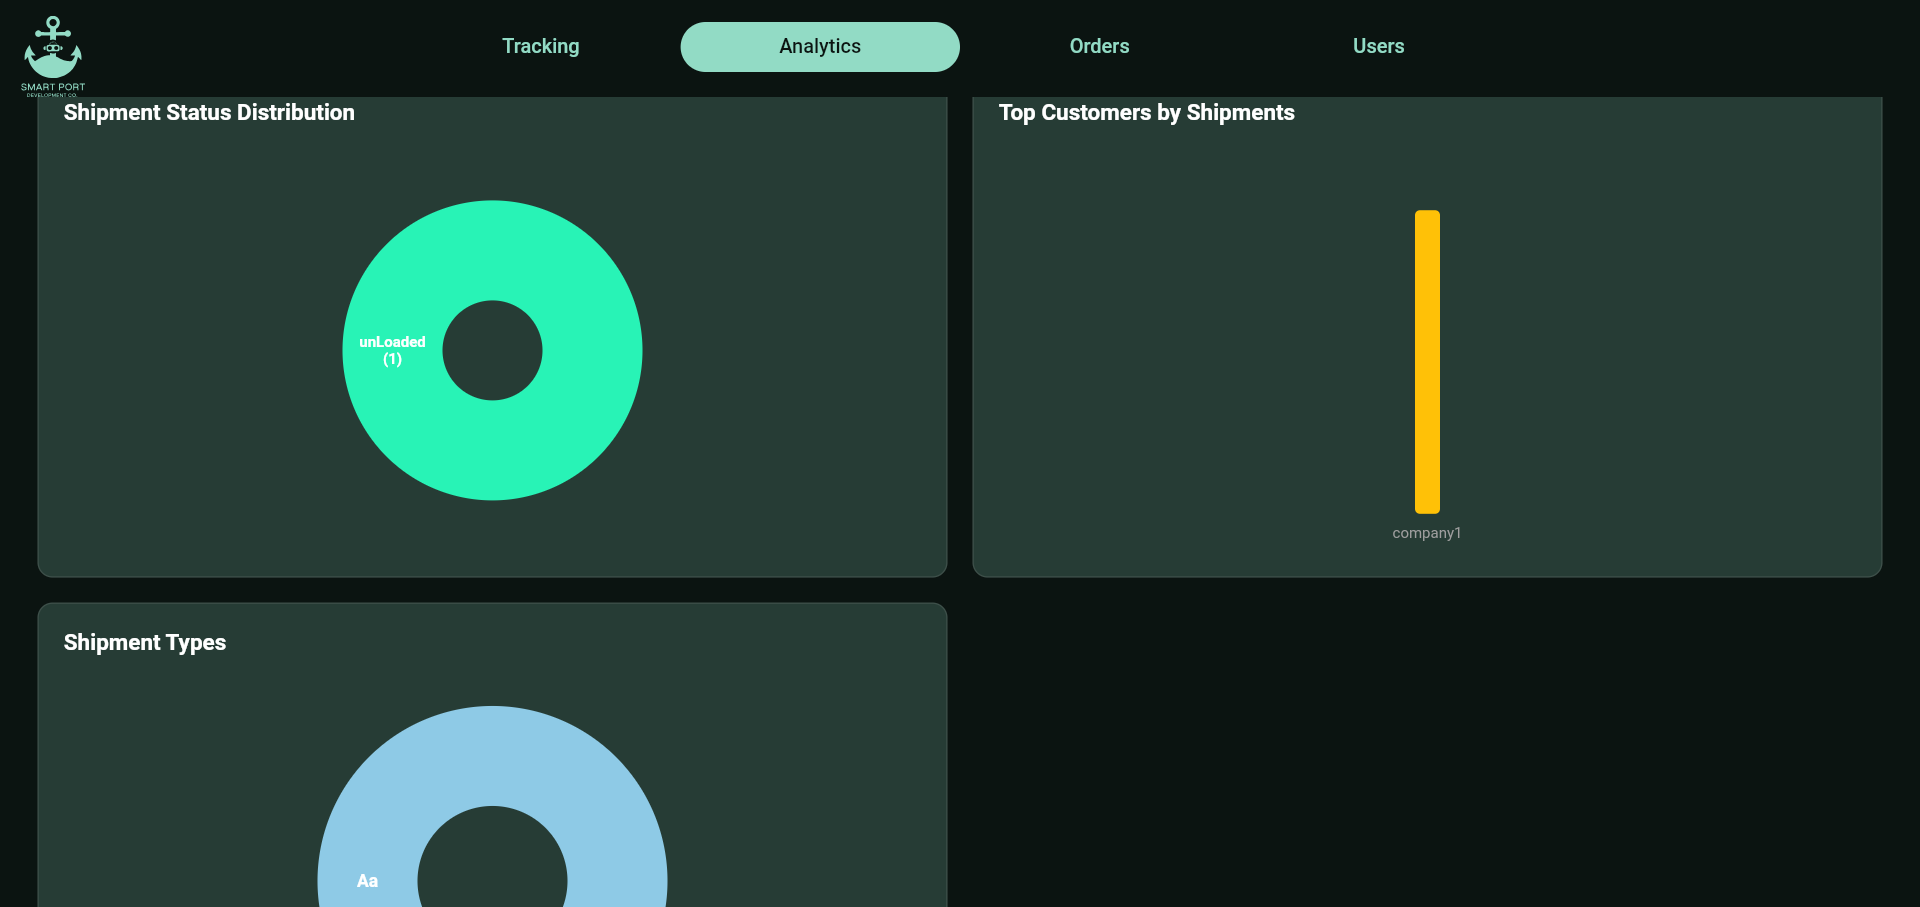 SMART PORT
DEVELOPMENT CO.
Tracking
Analytics
Orders
Users
Shipment Status Distribution
unLoaded
(1)
Top Customers by Shipments
company1
Shipment Types
Aa